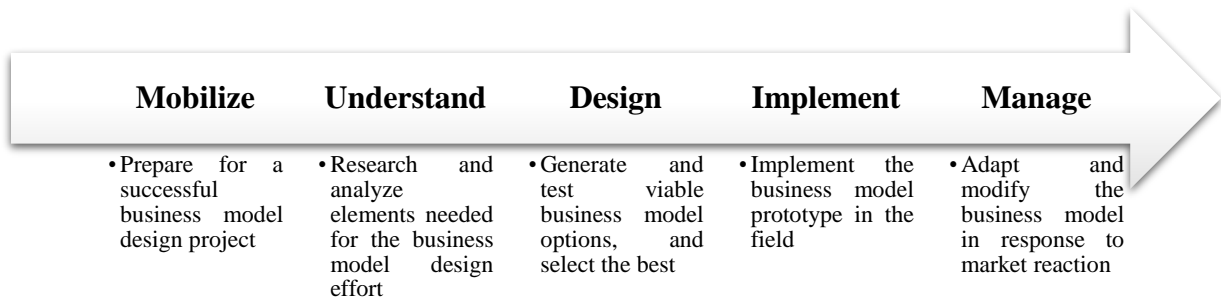 Mobilize
Understand
Design
Implement
Manage
• Prepare for a
successful
business model
design project
• Research and
analyze
elements needed
for the business
model design
effort
• Generate and
test viable
business model
options, and
select the best
• Implement the
business model
prototype in the
field
• Adapt and
modify the
business model
in response to
market reaction